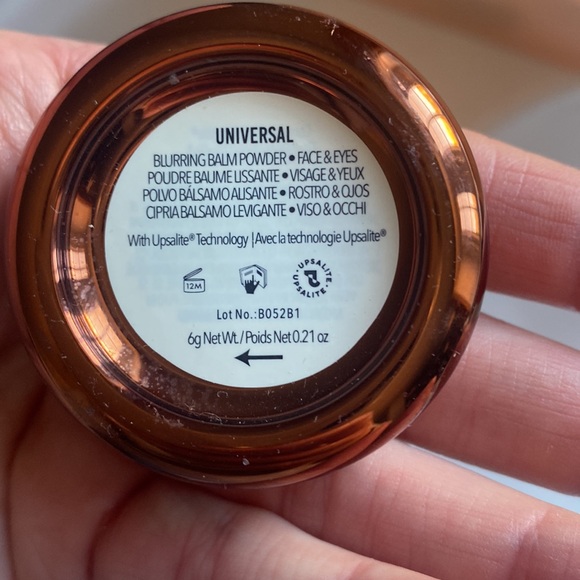 UNIVERSAL
BLURRING BALM POWDER • FACE & EYES
POUDRE BAUME LISSANTE • VISAGE & YEUX
POLVO BÁLSAMO ALISANTE • ROSTRO & OJOS
CIPRIA BALSAMO LEVIGANTE • VISO & OCCHI
With Upsalite® Technology | Avec la technologie Upsalite®
12M
UPSALITE UPSALITE®
Lot No.:B052B1
6g Net Wt./Poids Net 0.21 oz